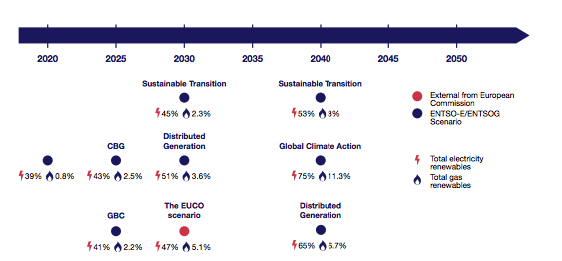 2020 2025 2030 2035 2040 2045 2050
Sustainable Transition Sustainable Transition
45% 2.3% 53%
External from European
Commission
ENTSO-E/ENTSOG
Scenario
CBG Distributed
Generation Global Climate Action
39% 0.8% 43% 2.5% 51% 3.6% 75% 11.3%
Total electricity
renewables
Total gas
renewables
GBC The EUCO
scenario Distributed
Generation
41% 2.2% 47% 5.1% 65%